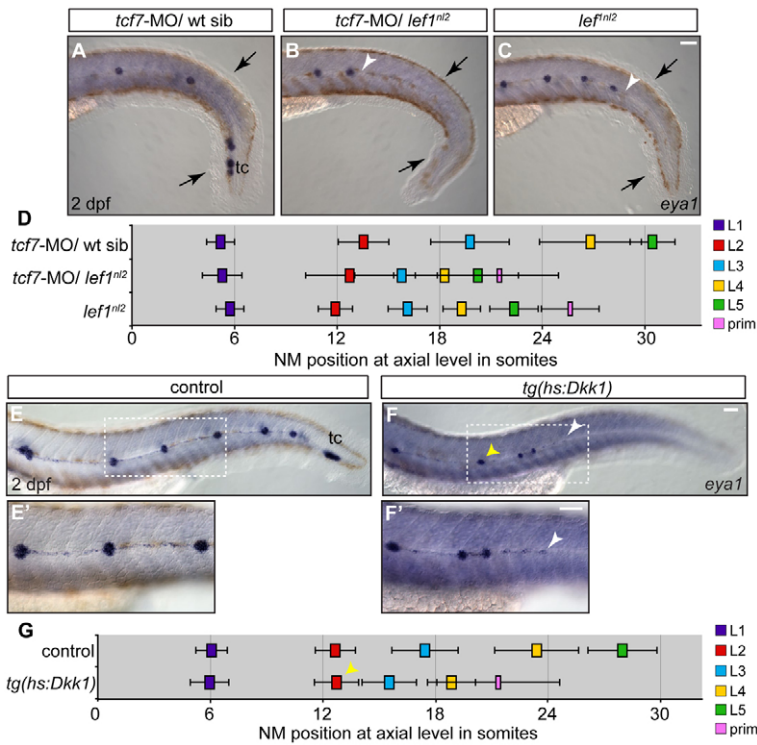 tcf7-MO/ wt sib
tcf7-MO/ lef1nl2
lef1nl2
A
B
C
tc
2 dpf
eya1
D
tcf7-MO/ wt sib
tcf7-MO/ lef1nl2
lef1nl2
0 6 12 18 24 30
NM position at axial level in somites
L1
L2
L3
L4
L5
prim
control
tg(hs:Dkk1)
E
F
tc
2 dpf
eya1
E'
F'
G
control
tg(hs:Dkk1)
0 6 12 18 24 30
NM position at axial level in somites
L1
L2
L3
L4
L5
prim